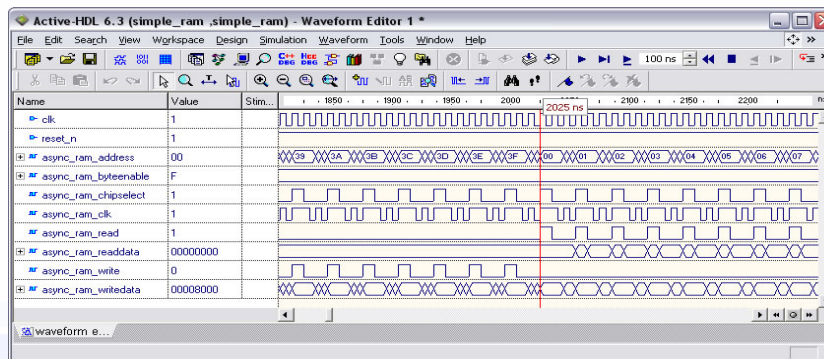 Active-HDL 6.3 (simple_ram ,simple_ram) - Waveform Editor 1 *
File Edit Search View Workspace Design Simulation Waveform Tools Window Help
C++ DBG HEC DBG 100 ns
Name Value Stim... 1850 1900 1950 2000 2100 2150 2200
2025 ns
clk 1
reset_n 1
async_ram_address 00 39 3A 3B 3C 3D 3E 3F 00 01 02 03 04 05 06 07
async_ram_byteenable F
async_ram_chipselect 1
async_ram_clk 1
async_ram_read 1
async_ram_readdata 00000000
async_ram_write 0
async_ram_writedata 00008000
waveform e...